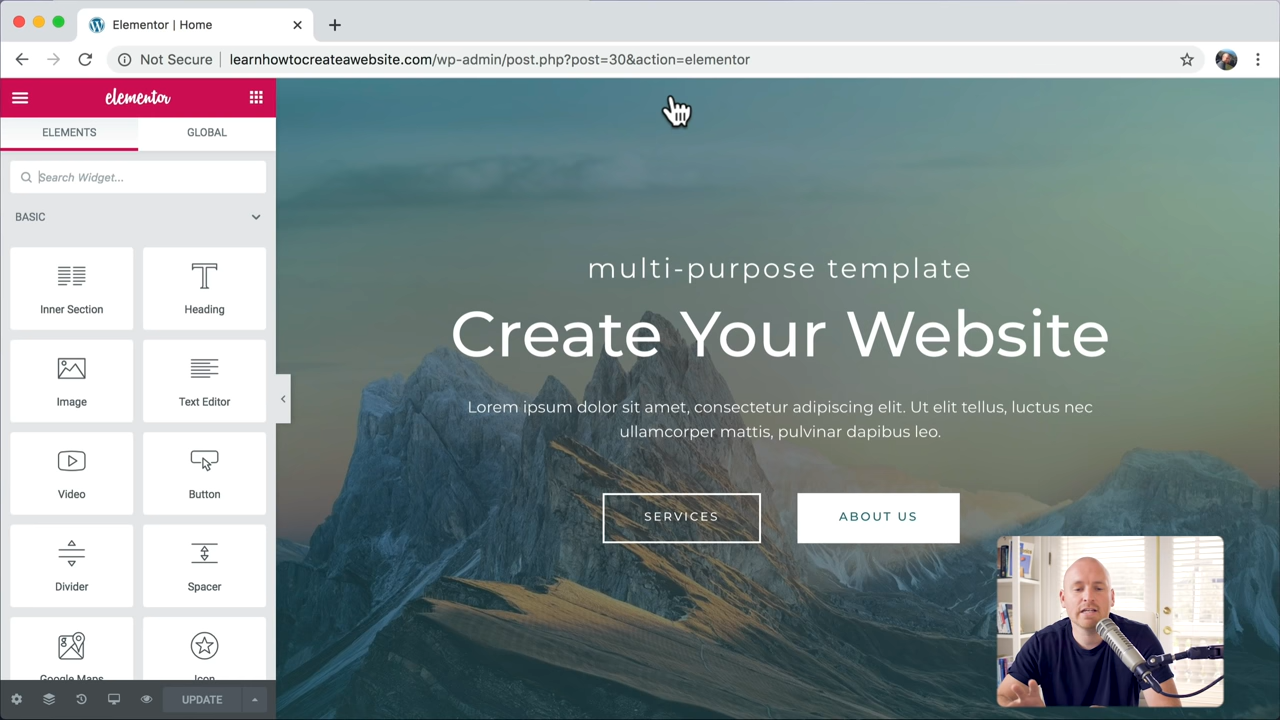 Elementor | Home
Not Secure learnhowtocreateawebsite.com/wp-admin/post.php?post=30&action=elementor
elementor
ELEMENTS GLOBAL
Search Widget...
BASIC
Inner Section Heading
Image Text Editor
Video Button
Divider Spacer
Google Maps Icon
UPDATE
multi-purpose template
Create Your Website
Lorem ipsum dolor sit amet, consectetur adipiscing elit. Ut elit tellus, luctus nec
ullamcorper mattis, pulvinar dapibus leo.
SERVICES ABOUT US